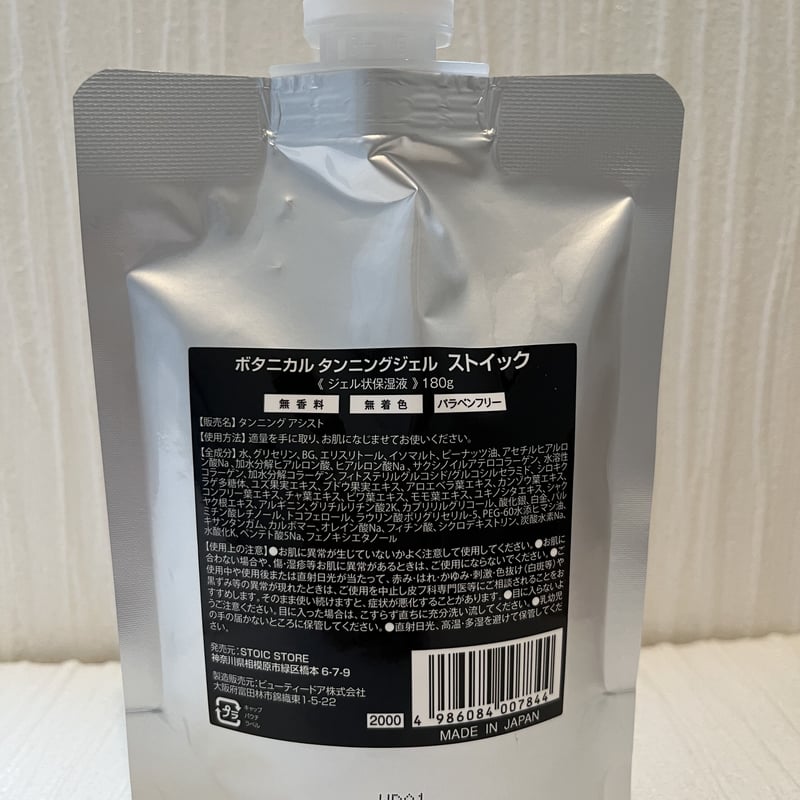 ボタニカル タンニングジェル ストイック
《 ジェル状保湿液 》 180g
無香料 無着色 パラベンフリー
【販売名】タンニング アシスト
【使用方法】適量を手に取り、お肌になじませてお使いください。
【全成分】水、グリセリン、BG、エリスリトール、イソマルト、ピーナッツ油、アセチルヒアルロ
ン酸Na、加水分解ヒアルロン酸、ヒアルロン酸Na、サクシノイルアテロコラーゲン、水溶性
コラーゲン、加水分解コラーゲン、フィトステリルグルコシド/グルコシルセラミド、シロキク
ラゲ多糖体、ユズ果実エキス、ブドウ果実エキス、アロエベラ葉エキス、カンゾウ葉エキス、
コンフリー葉エキス、チャ葉エキス、ビワ葉エキス、モモ葉エキス、ユキノシタエキス、シャク
ヤク根エキス、アルギニン、グリチルリチン酸2K、カプリリルグリコール、酸化銀、白金、パル
ミチン酸レチノール、トコフェロール、ラウリン酸ポリグリセリル-5、PEG-60水添ヒマシ油、
キサンタンガム、カルボマー、オレイン酸Na、フィチン酸、シクロデキストリン、炭酸水素Na、
水酸化K、ペンテト酸5Na、フェノキシエタノール
【使用上の注意】●お肌に異常が生じていないかよく注意して使用してください。●お肌に
合わない場合や、傷・湿疹等お肌に異常があるときは、ご使用にならないでください。●ご
使用中や使用後または直射日光が当たって、赤み・はれ・かゆみ・刺激・色抜け(白斑等)や
黒ずみ等の異常が現れたときは、ご使用を中止し皮フ科専門医等にご相談されることをお
すすめします。そのまま使い続けますと、症状が悪化することがあります。●目に入らないよ
うご注意ください。目に入った場合は、こすらず直ちに充分洗い流してください。●乳幼児
の手の届かないところに保管してください。●直射日光、高温・多湿を避けて保管してくださ
い。
発売元:STOIC STORE
神奈川県相模原市緑区橋本 6-7-9
製造販売元:ビューティードア株式会社
大阪府富田林市錦織東1-5-22
プラ
キャップ
パウチ
ラベル
2000
4 986084 007844
MADE IN JAPAN